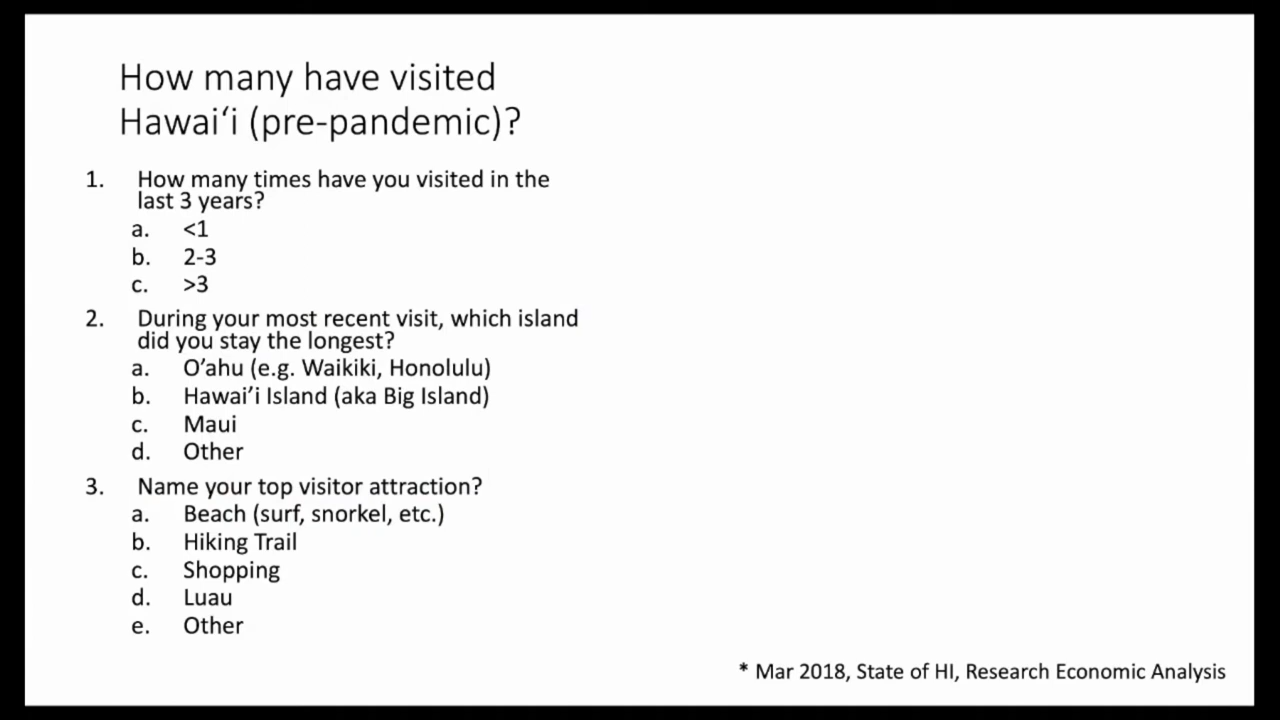 How many have visited
Hawai‘i (pre-pandemic)?
1. How many times have you visited in the
last 3 years?
a. <1
b. 2-3
c. >3
2. During your most recent visit, which island
did you stay the longest?
a. O’ahu (e.g. Waikiki, Honolulu)
b. Hawai’i Island (aka Big Island)
c. Maui
d. Other
3. Name your top visitor attraction?
a. Beach (surf, snorkel, etc.)
b. Hiking Trail
c. Shopping
d. Luau
e. Other
* Mar 2018, State of HI, Research Economic Analysis